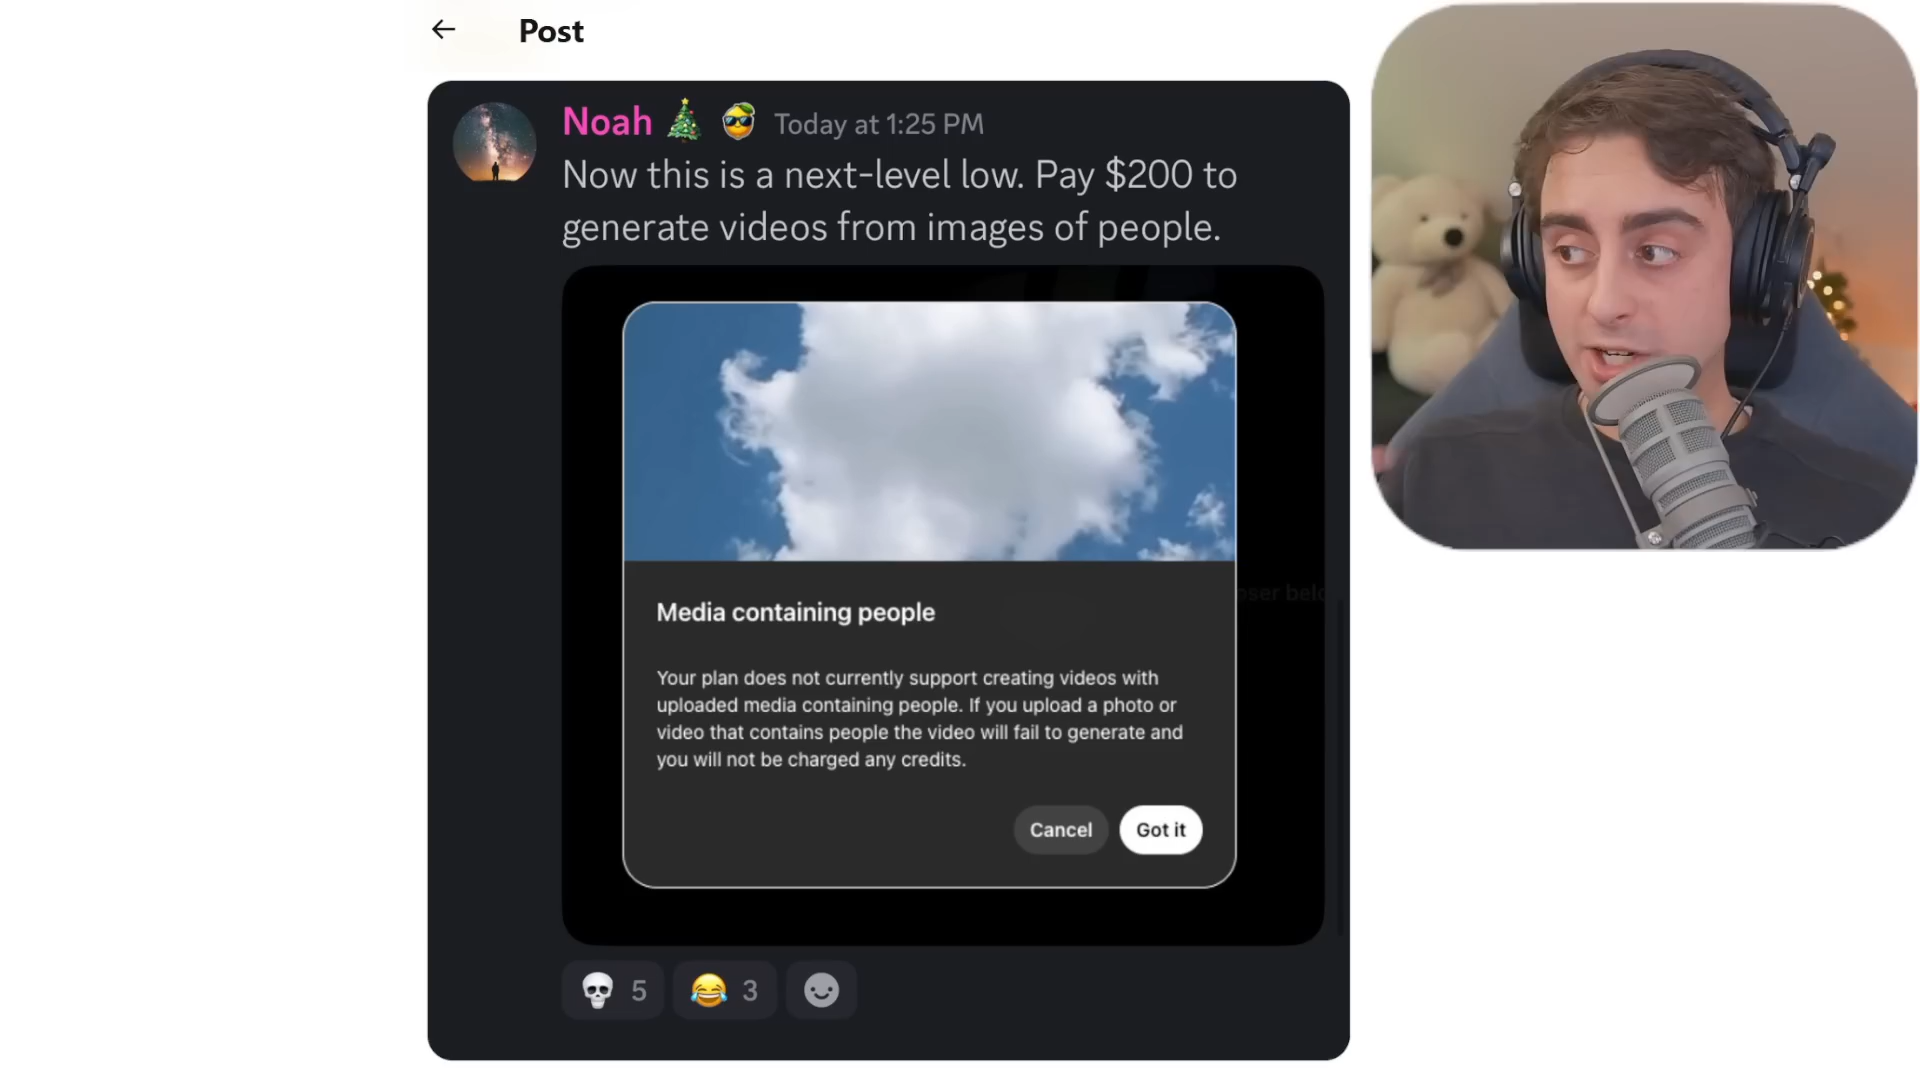 Post
Noah Today at 1:25 PM
Now this is a next-level low. Pay $200 to
generate videos from images of people.
Media containing people
Your plan does not currently support creating videos with
uploaded media containing people. If you upload a photo or
video that contains people the video will fail to generate and
you will not be charged any credits.
Cancel
Got it
5
3